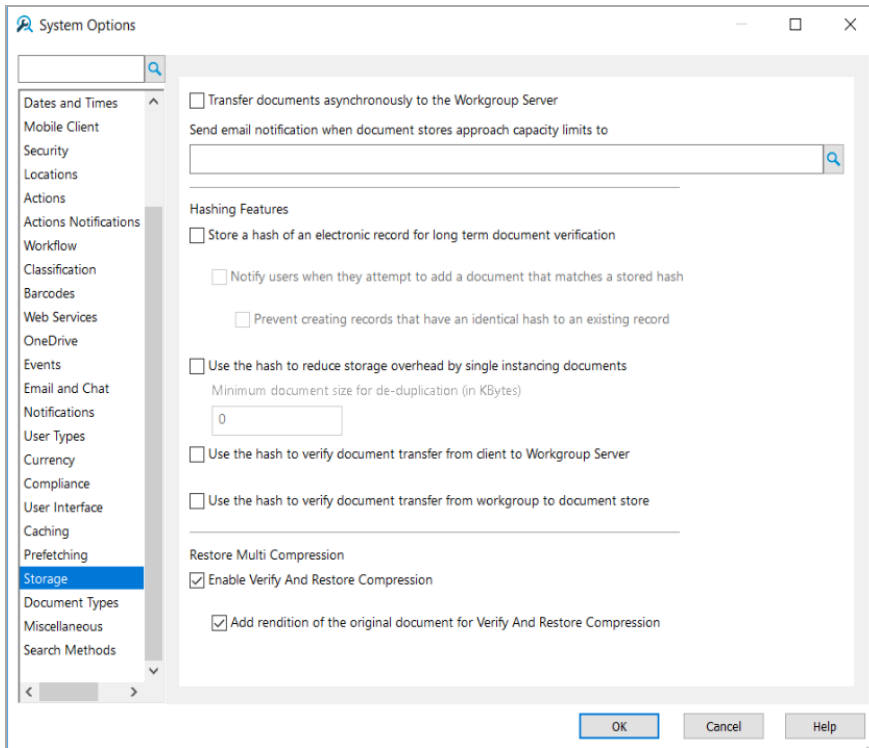 System Options
Dates and Times
Mobile Client
Security
Locations
Actions
Actions Notifications
Workflow
Classification
Barcodes
Web Services
OneDrive
Events
Email and Chat
Notifications
User Types
Currency
Compliance
User Interface
Caching
Prefetching
Storage
Document Types
Miscellaneous
Search Methods
Transfer documents asynchronously to the Workgroup Server
Send email notification when document stores approach capacity limits to
Hashing Features
Store a hash of an electronic record for long term document verification
Notify users when they attempt to add a document that matches a stored hash
Prevent creating records that have an identical hash to an existing record
Use the hash to reduce storage overhead by single instancing documents
Minimum document size for de-duplication (in KBytes)
0
Use the hash to verify document transfer from client to Workgroup Server
Use the hash to verify document transfer from workgroup to document store
Restore Multi Compression
Enable Verify And Restore Compression
Add rendition of the original document for Verify And Restore Compression
OK
Cancel
Help